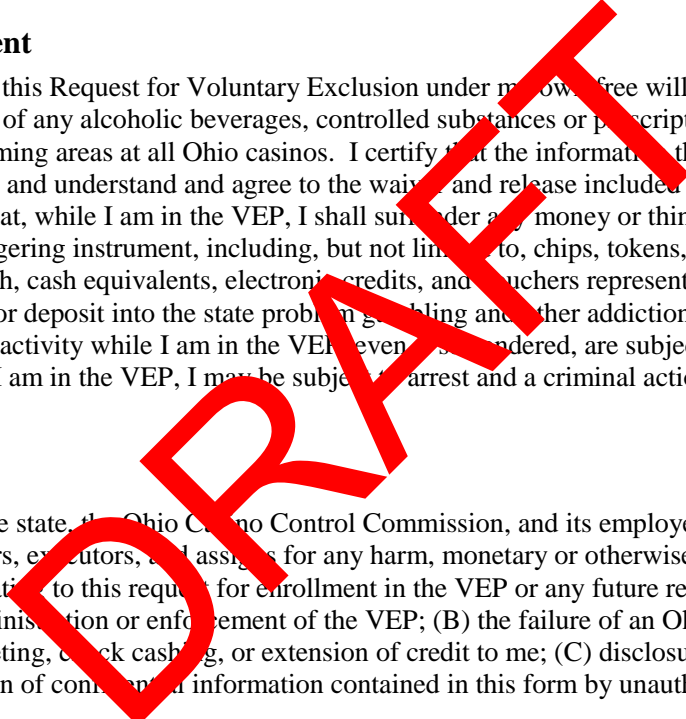 ent
this Request for Voluntary Exclusion under my own free will
of any alcoholic beverages, controlled substances or prescript
ming areas at all Ohio casinos. I certify that the information th
and understand and agree to the waiver and release included
at, while I am in the VEP, I shall surrender any money or thin
gering instrument, including, but not limited to, chips, tokens,
h, cash equivalents, electronic credits, and vouchers represent
or deposit into the state problem gambling and other addiction
activity while I am in the VEP, even if surrendered, are subjec
I am in the VEP, I may be subject to arrest and a criminal actio
e state, the Ohio Casino Control Commission, and its employe
rs, executors, and assigns for any harm, monetary or otherwise
ating to this request for enrollment in the VEP or any future re
inistration or enforcement of the VEP; (B) the failure of an Oh
eting, check cashing, or extension of credit to me; (C) disclosu
n of confidential information contained in this form by unauth
DRAFT